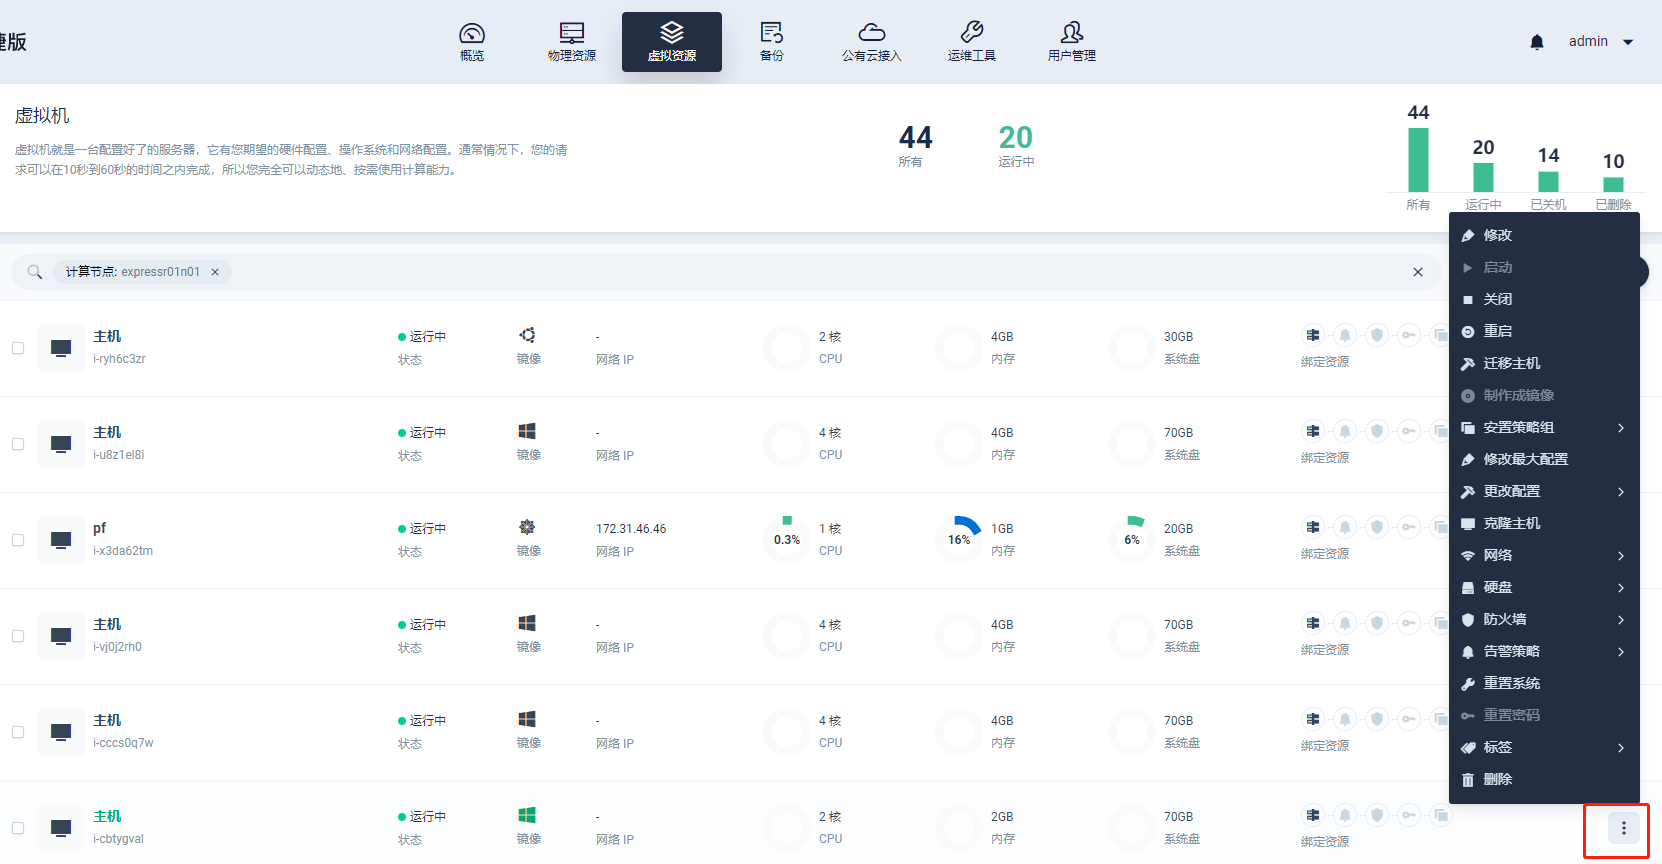 捷版
概览
物理资源
虚拟资源
备份
公有云接入
运维工具
用户管理
admin
虚拟机
虚拟机就是一台配置好了的服务器，它有您期望的硬件配置、操作系统和网络配置。通常情况下，您的请
求可以在10秒到60秒的时间之内完成，所以您完全可以动态地、按需使用计算能力。
44
所有
20
运行中
44
20
14
10
所有
运行中
已关机
已删除
计算节点: expressr01n01 ×
主机
i-ryh6c3zr
运行中
状态
镜像
-
网络 IP
2 核
CPU
4GB
内存
30GB
系统盘
绑定资源
主机
i-u8z1el8i
运行中
状态
镜像
-
网络 IP
4 核
CPU
4GB
内存
70GB
系统盘
绑定资源
pf
i-x3da62tm
运行中
状态
镜像
172.31.46.46
网络 IP
0.3%
1 核
CPU
16%
1GB
内存
6%
20GB
系统盘
绑定资源
主机
i-vj0j2rh0
运行中
状态
镜像
-
网络 IP
4 核
CPU
4GB
内存
70GB
系统盘
绑定资源
主机
i-cccs0q7w
运行中
状态
镜像
-
网络 IP
4 核
CPU
4GB
内存
70GB
系统盘
绑定资源
主机
i-cbtygval
运行中
状态
镜像
-
网络 IP
2 核
CPU
2GB
内存
70GB
系统盘
绑定资源
修改
启动
关闭
重启
迁移主机
制作成镜像
安置策略组
修改最大配置
更改配置
克隆主机
网络
硬盘
防火墙
告警策略
重置系统
重置密码
标签
删除